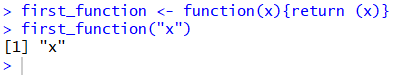 > first_function <- function(x){return (x)}
> first_function("x")
[1] "x"
>